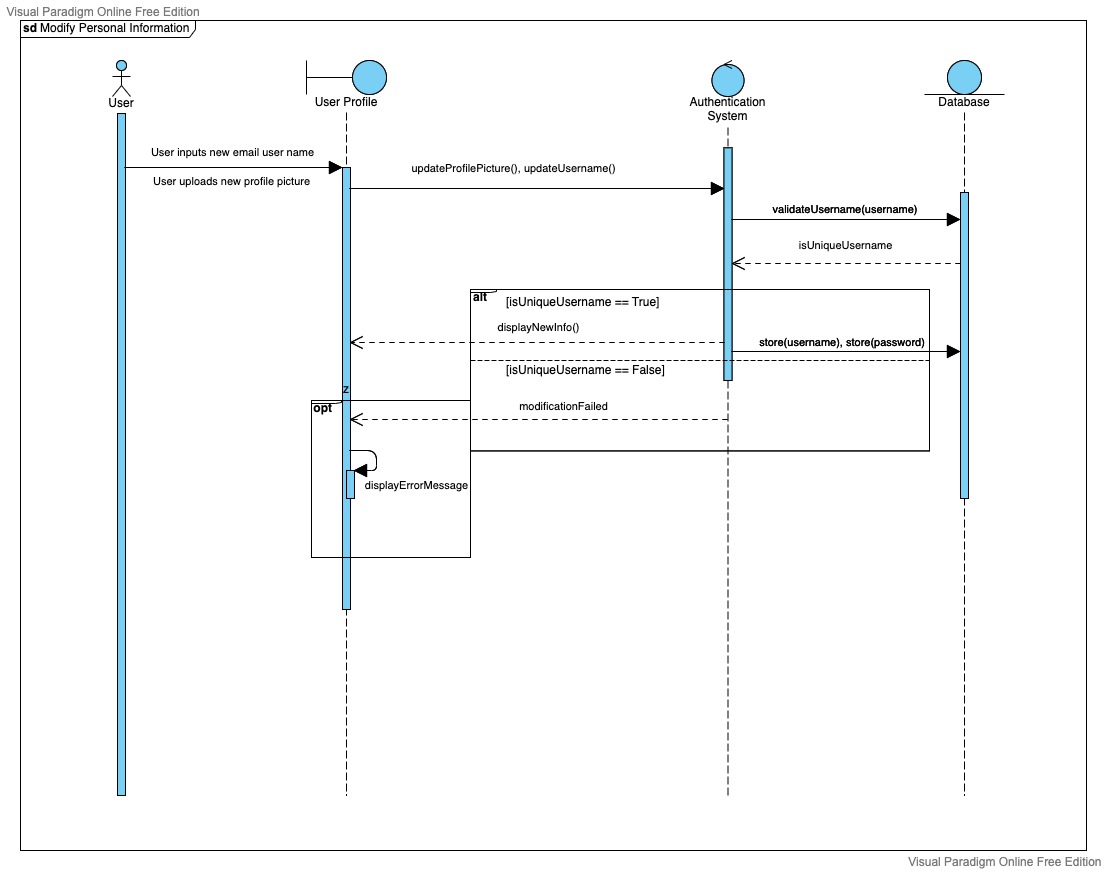 Visual Paradigm Online Free Edition
sd Modify Personal Information
User
User Profile
Authentication
System
Database
User inputs new email user name
User uploads new profile picture
updateProfilePicture(), updateUsername()
validateUsername(username)
isUniqueUsername
alt
[isUniqueUsername == True]
displayNewInfo()
store(username), store(password)
[isUniqueUsername == False]
z
opt
modificationFailed
displayErrorMessage
Visual Paradigm Online Free Edition